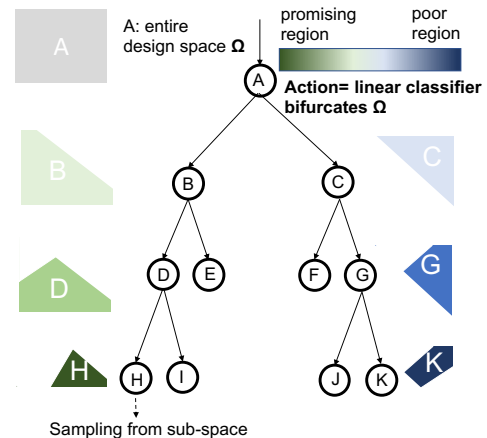 A: entire
design space Ω
promising
region
poor
region
A
A
Action= linear classifier
bifurcates Ω
B
B
C
C
D
D
E
F
G
G
H
H
I
J
K
K
Sampling from sub-space